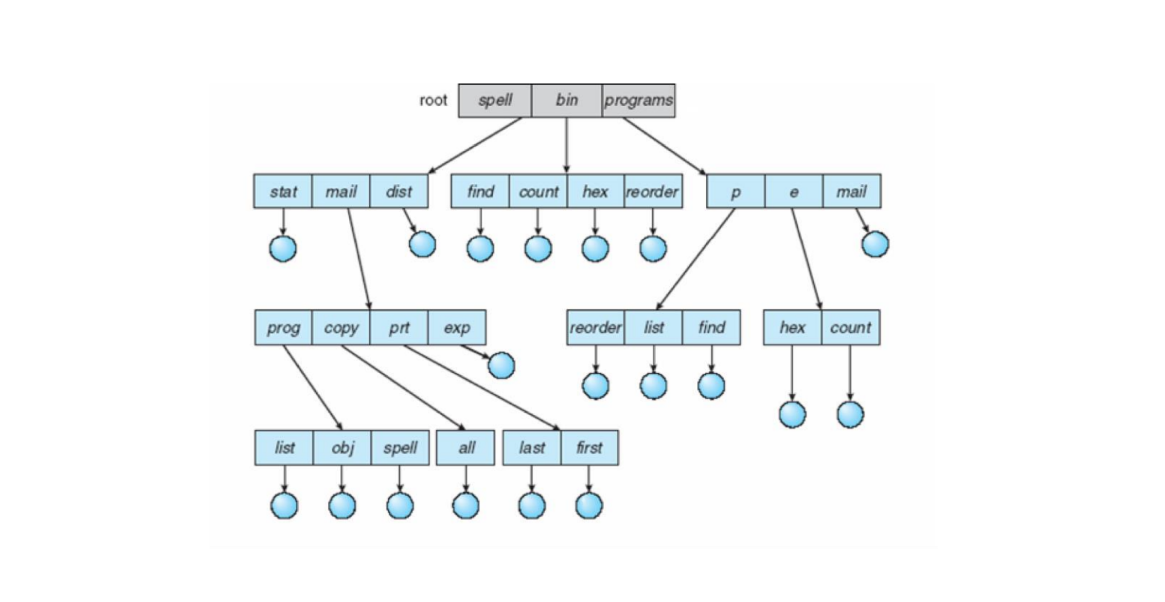 root spell bin programs
stat mail dist find count hex reorder p e mail
prog copy prt exp reorder list find hex count
list obj spell all last first